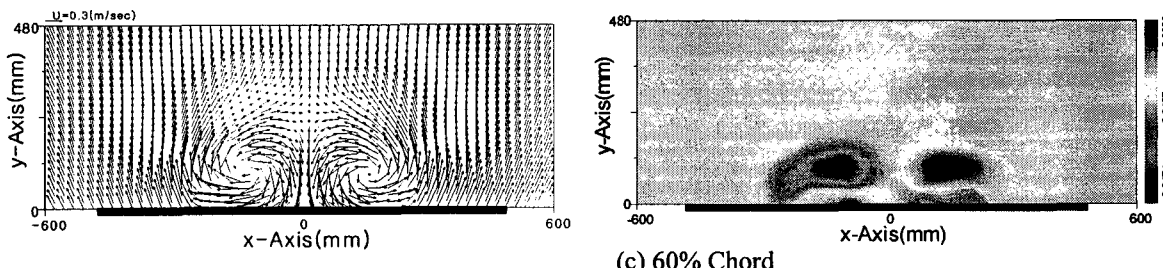 U=0.3(m/sec)
480
y-Axis(mm)
0
-600
0
600
x-Axis(mm)
480
y-Axis(mm)
0
-600
0
600
x-Axis(mm)
(c) 60% Chord